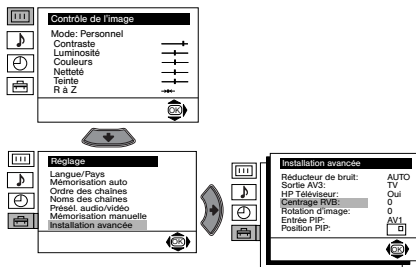 Contrôle de l'image
Mode: Personnel
Contraste
Luminosité
Couleurs
Netteté
Teinte
R à Z
OK
Réglage
Langue/Pays
Mémorisation auto
Ordre des chaînes
Noms des chaînes
Présél. audio/vidéo
Mémorisation manuelle
Installation avancée
OK
Installation avancée
Réducteur de bruit: AUTO
Sortie AV3: TV
HP Téléviseur: Oui
Centrage RVB: 0
Rotation d'image: 0
Entrée PIP: AV1
Position PIP:
OK